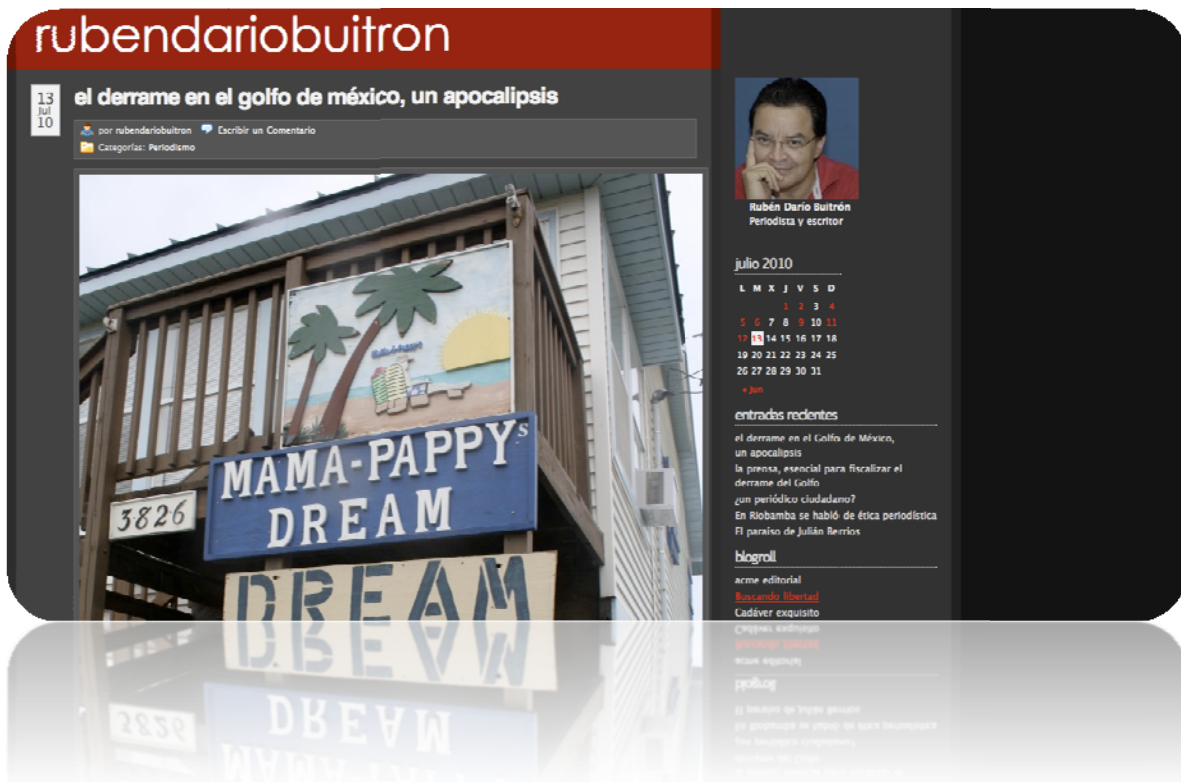 rubendariobuitron
13
Jul
10
el derrame en el golfo de méxico, un apocalipsis
por rubendariobuitron Escribir un Comentario
Categorías: Periodismo
MAMA-PAPPY's
DREAM
3826
DREAM
Rubén Darío Buitrón
Periodista y escritor
julio 2010
L M X J V S D
1 2 3 4
5 6 7 8 9 10 11
12 13 14 15 16 17 18
19 20 21 22 23 24 25
26 27 28 29 30 31
« Jun
entradas recientes
el derrame en el Golfo de México,
un apocalipsis
la prensa, esencial para fiscalizar el
derrame del Golfo
¿un periódico ciudadano?
En Riobamba se habló de ética periodística
El paraíso de Julián Berrios
blogroll
acme editorial
Buscando libertad
Cadáver exquisito